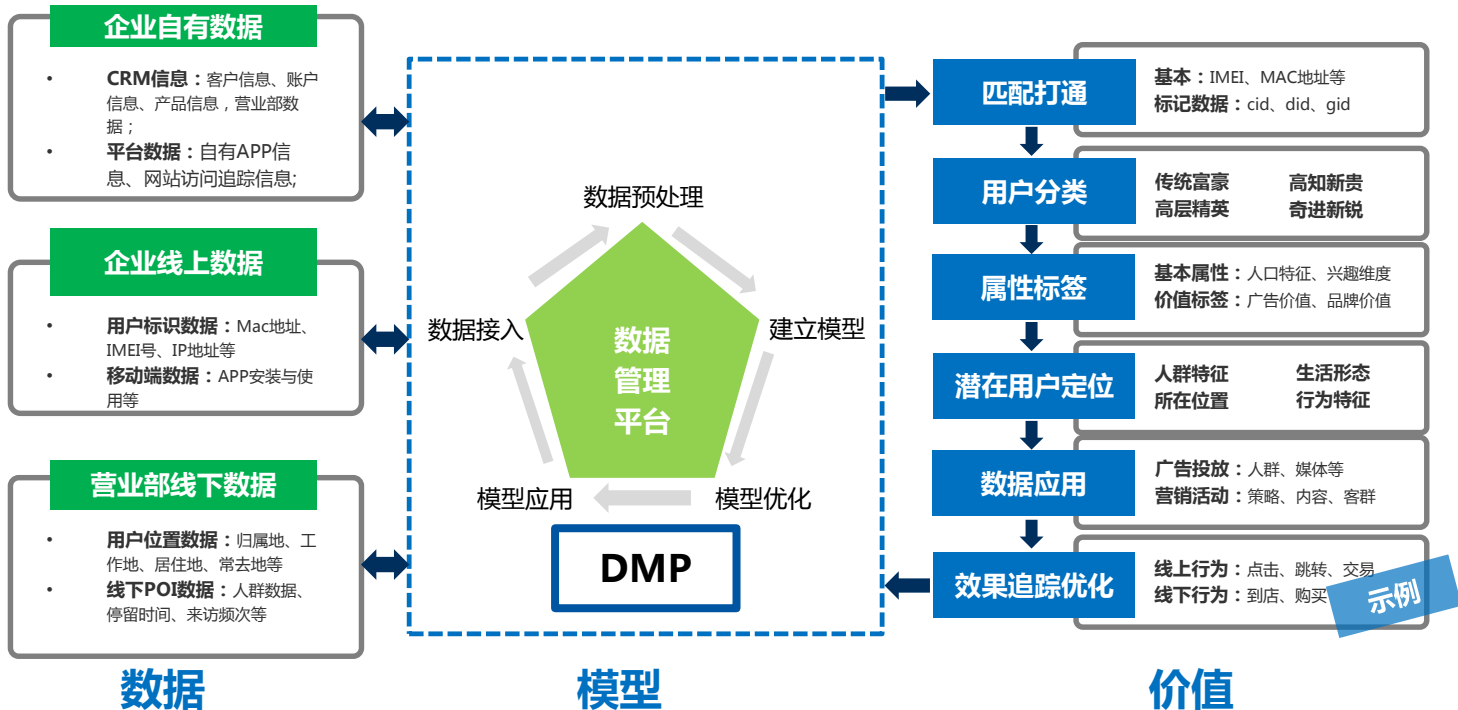 企业自有数据
• CRM信息：客户信息、账户
信息、产品信息，营业部数
据；
• 平台数据：自有APP信
息、网站访问追踪信息;
企业线上数据
• 用户标识数据：Mac地址、
IMEI号、IP地址等
• 移动端数据：APP安装与使
用等
营业部线下数据
• 用户位置数据：归属地、工
作地、居住地、常去地等
• 线下POI数据：人群数据、
停留时间、来访频次等
数据
数据预处理
数据接入
建立模型
数据
管理
平台
模型应用
模型优化
DMP
模型
匹配打通
基本：IMEI、MAC地址等
标记数据：cid、did、gid
用户分类
传统富豪 高知新贵
高层精英 奇进新锐
属性标签
基本属性：人口特征、兴趣维度
价值标签：广告价值、品牌价值
潜在用户定位
人群特征 生活形态
所在位置 行为特征
数据应用
广告投放：人群、媒体等
营销活动：策略、内容、客群
效果追踪优化
线上行为：点击、跳转、交易
线下行为：到店、购买
示例
价值